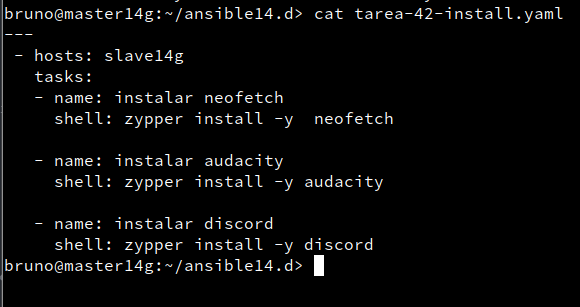 bruno@master14g:~/ansible14.d> cat tarea-42-install.yaml
---
 - hosts: slave14g
   tasks:
   - name: instalar neofetch
     shell: zypper install -y  neofetch

   - name: instalar audacity
     shell: zypper install -y audacity

   - name: instalar discord
     shell: zypper install -y discord
bruno@master14g:~/ansible14.d>